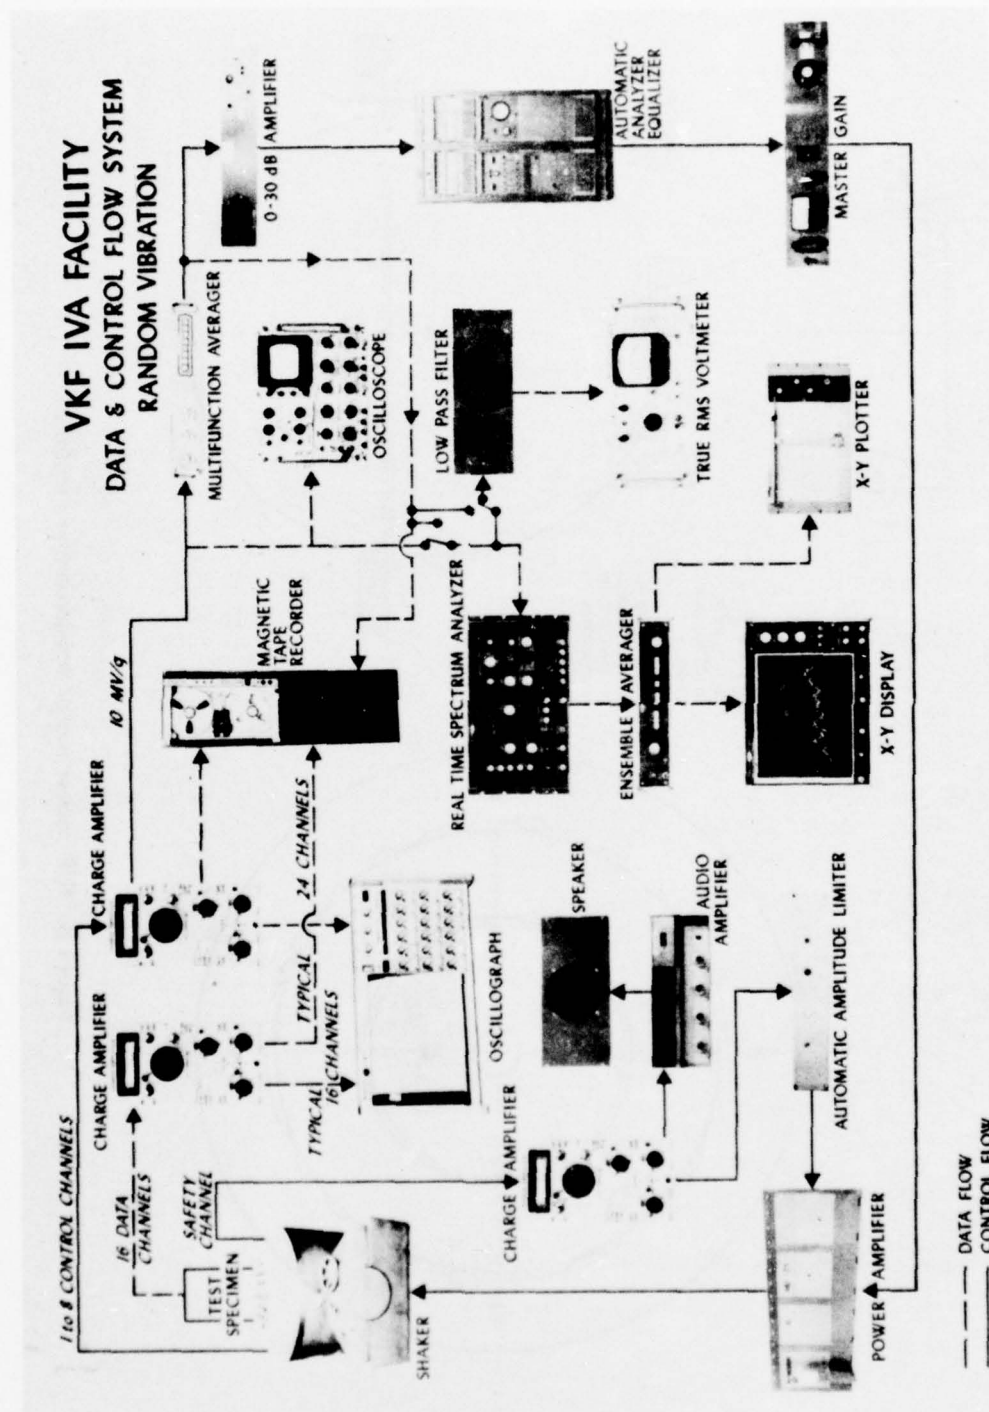 VKF IVA FACILITY
DATA & CONTROL FLOW SYSTEM
RANDOM VIBRATION
1 to 8 CONTROL CHANNELS
16 DATA
CHANNELS
SAFETY
CHANNEL
TEST
SPECIMEN
SHAKER
CHARGE AMPLIFIER
CHARGE AMPLIFIER
10 MV/g
TYPICAL 24 CHANNELS
TYPICAL
16 CHANNELS
OSCILLOGRAPH
MAGNETIC
TAPE
RECORDER
MULTIFUNCTION AVERAGER
OSCILLOSCOPE
0-30 dB AMPLIFIER
AUTOMATIC
ANALYZER
EQUALIZER
LOW PASS FILTER
TRUE RMS VOLTMETER
REAL TIME SPECTRUM ANALYZER
ENSEMBLE AVERAGER
X-Y DISPLAY
X-Y PLOTTER
MASTER GAIN
CHARGE AMPLIFIER
SPEAKER
AUDIO
AMPLIFIER
AUTOMATIC AMPLITUDE LIMITER
POWER AMPLIFIER
DATA FLOW
CONTROL FLOW